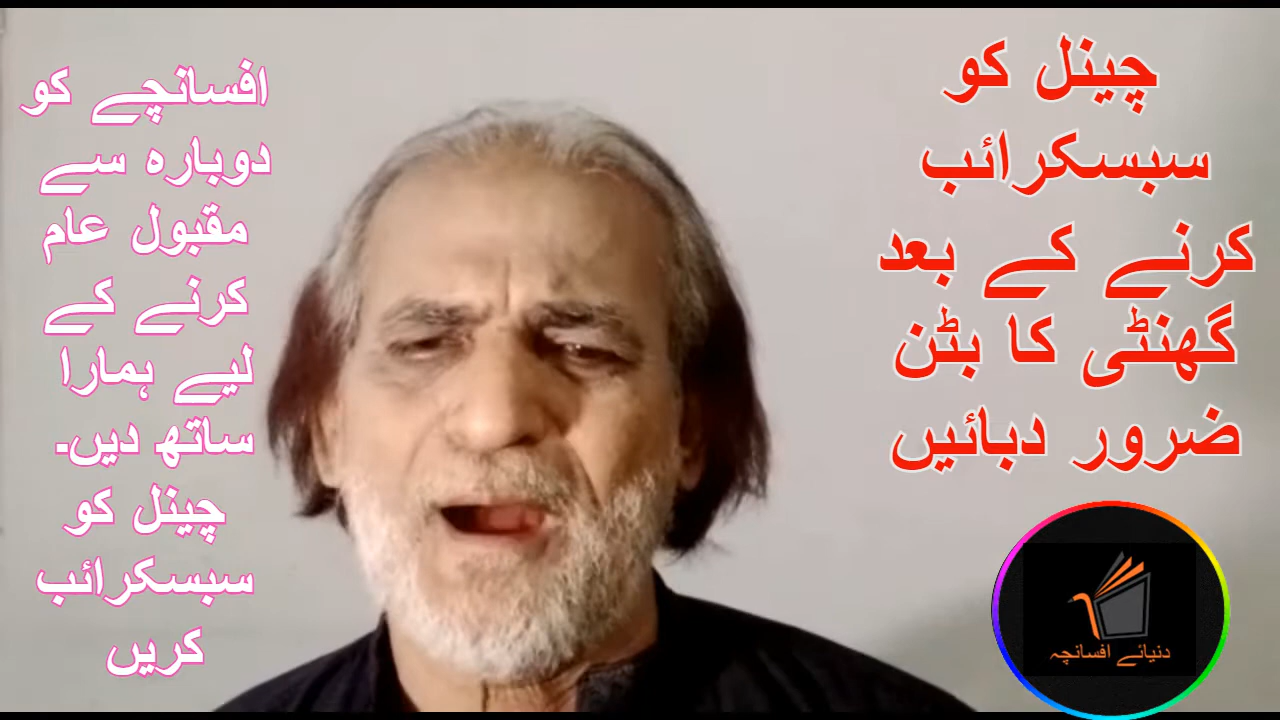 چینل کو
سبسکرائب
کرنے کے بعد
گھنٹی کا بٹن
ضرور دبائیں
افسانچے کو
دوبارہ سے
مقبول عام
کرنے کے
لیے ہمارا
ساتھ دیں۔
چینل کو
سبسکرائب
کریں
دنیائے افسانچہ